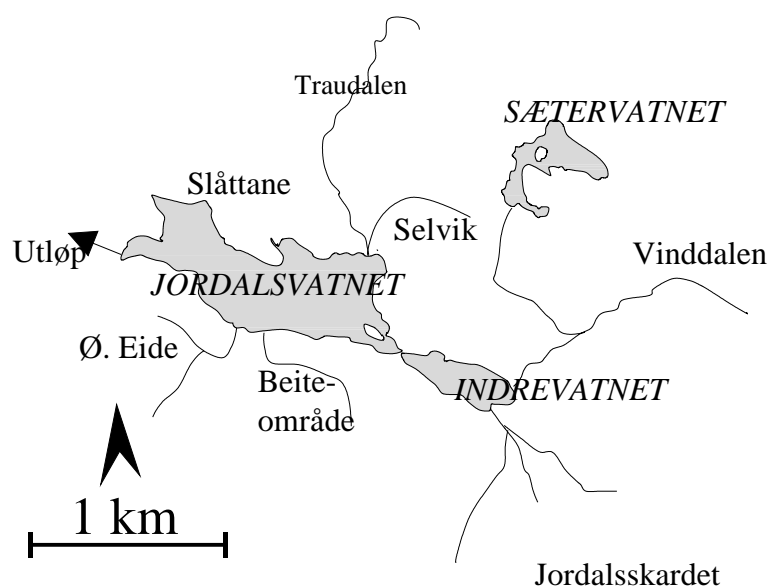 Traudalen
SÆTERVATNET
Slåttane
Selvik
Utløp
Vinddalen
JORDALSVATNET
Ø. Eide
Beite-
område
INDREVATNET
1 km
Jordalsskardet